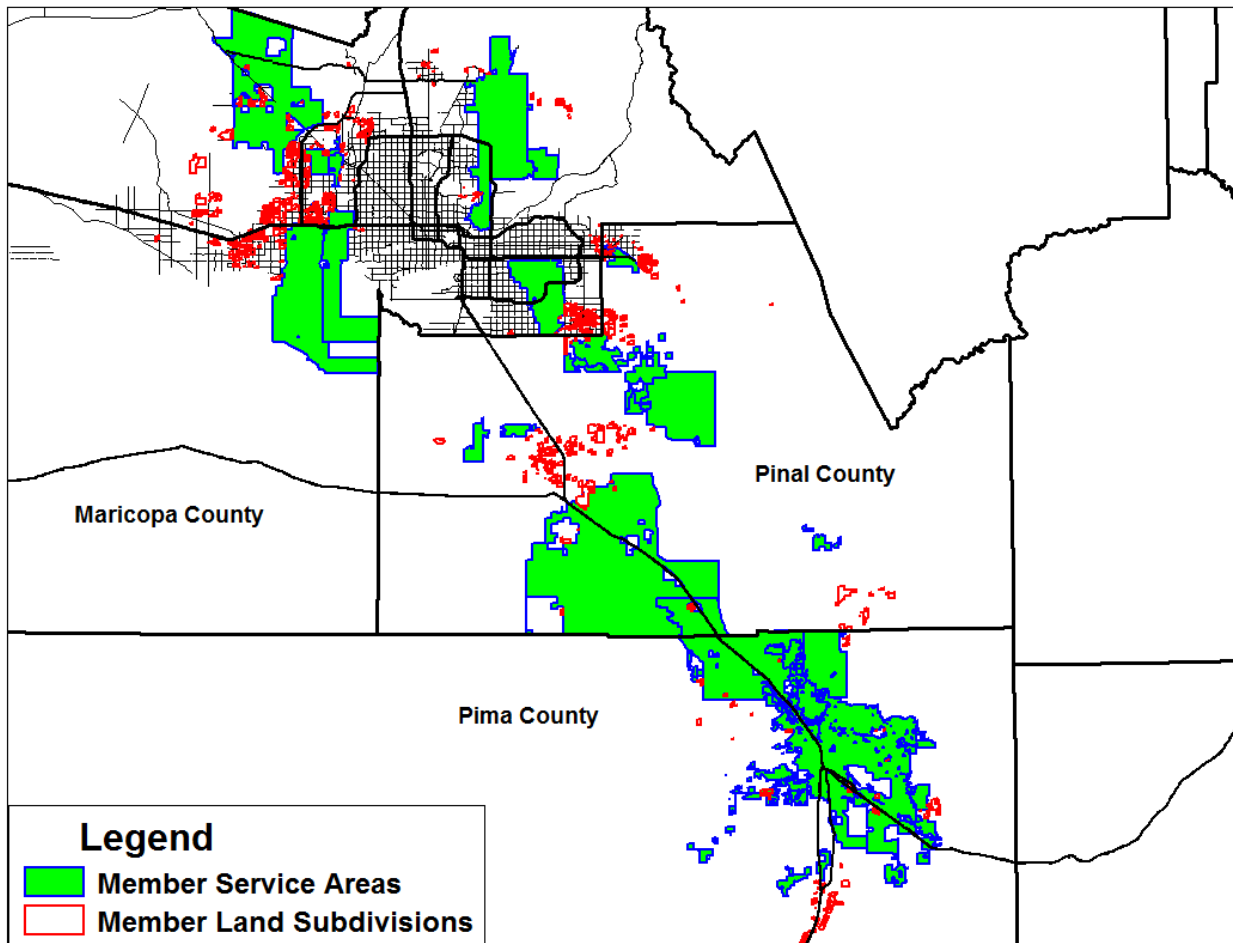 Pinal County
Maricopa County
Pima County
Legend
Member Service Areas
Member Land Subdivisions